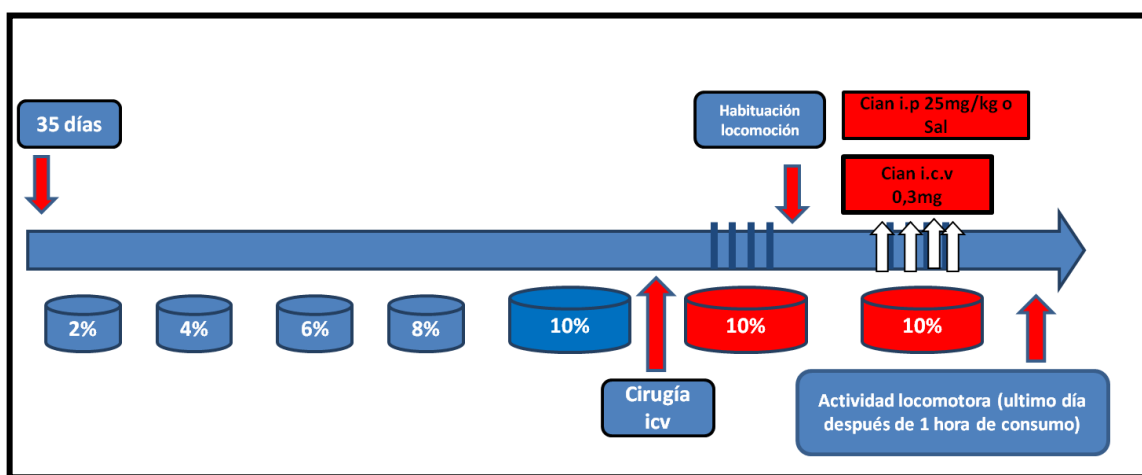 35 días
Habituación
locomoción
Cian i.p 25mg/kg o
Sal
Cian i.c.v
0,3mg
2%
4%
6%
8%
10%
10%
10%
Cirugía
icv
Actividad locomotora (ultimo día
después de 1 hora de consumo)